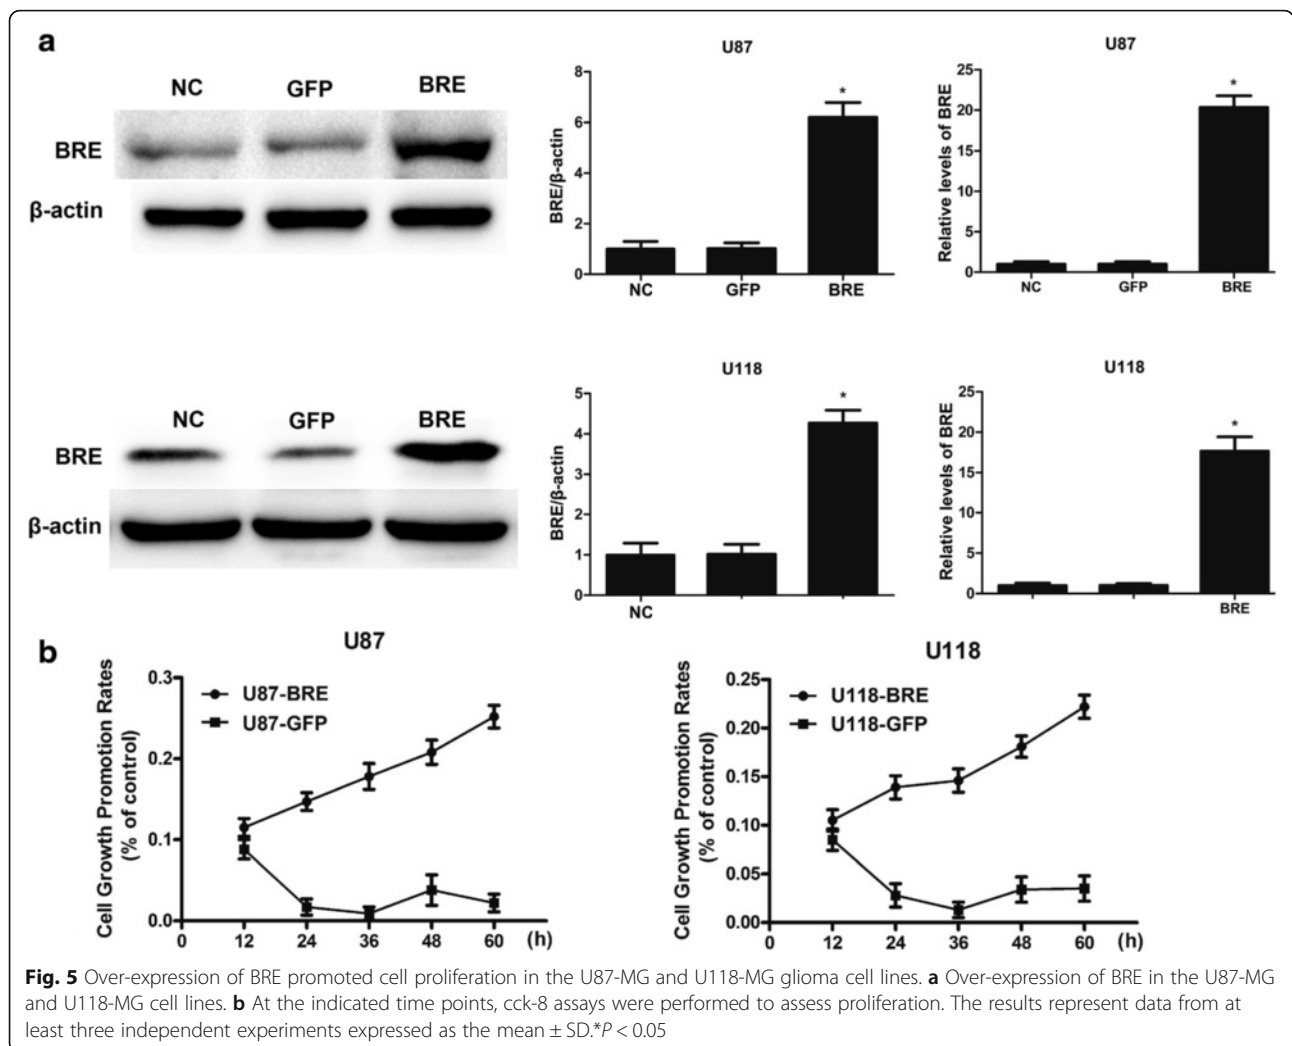 a
NC GFP BRE
BRE
β-actin
U87
BRE/β-actin
8
6
4
2
0
*
NC GFP BRE
U87
Relative levels of BRE
25
20
15
10
5
0
*
NC GFP BRE
NC GFP BRE
BRE
β-actin
U118
BRE/β-actin
5
4
3
2
1
0
*
NC
U118
Relative levels of BRE
25
20
15
10
5
0
*
BRE
b
U87
Cell Growth Promotion Rates
(% of control)
0.3
0.2
0.1
0.0
U87-BRE
U87-GFP
0 12 24 36 48 60 (h)
U118
Cell Growth Promotion Rates
(% of control)
0.25
0.20
0.15
0.10
0.05
0.00
U118-BRE
U118-GFP
0 12 24 36 48 60 (h)
Fig. 5 Over-expression of BRE promoted cell proliferation in the U87-MG and U118-MG glioma cell lines. a Over-expression of BRE in the U87-MG
and U118-MG cell lines. b At the indicated time points, cck-8 assays were performed to assess proliferation. The results represent data from at
least three independent experiments expressed as the mean ± SD.*P < 0.05